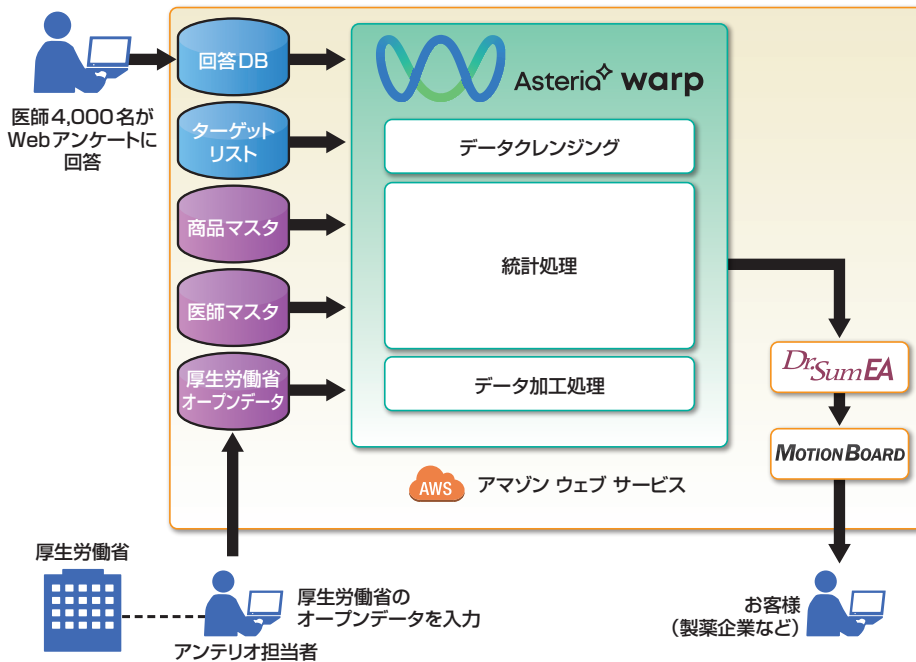 回答DB
医師4,000名が
Webアンケートに
回答
ターゲット
リスト
商品マスタ
医師マスタ
厚生労働省
オープンデータ
Asteria warp
データクレンジング
統計処理
データ加工処理
Dr.Sum EA
MOTIONBOARD
AWS
アマゾン ウェブ サービス
厚生労働省
厚生労働省の
オープンデータを入力
アンテリオ担当者
お客様
（製薬企業など）